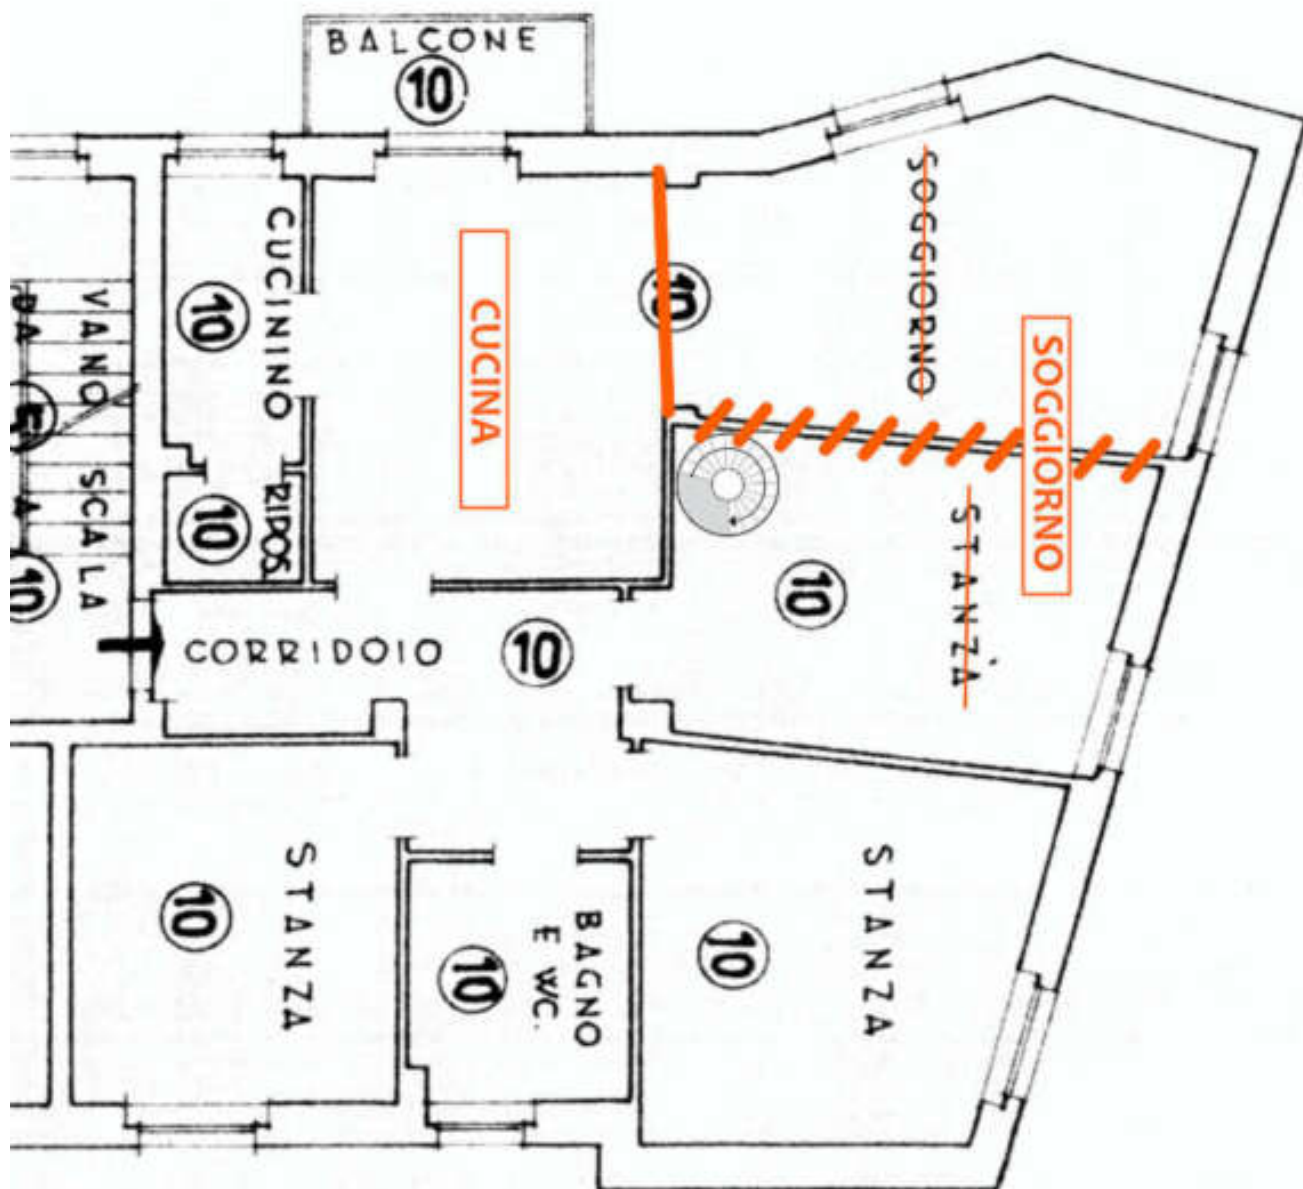 BALCONE
10
CUCININO
10
VANO SCALA
10
10
RIPOS.
CUCINA
10
SOGGIORNO
SOGGIORNO
STANZA
10
CORRIDOIO
10
STANZA
10
BAGNO
E WC.
10
STANZA
10